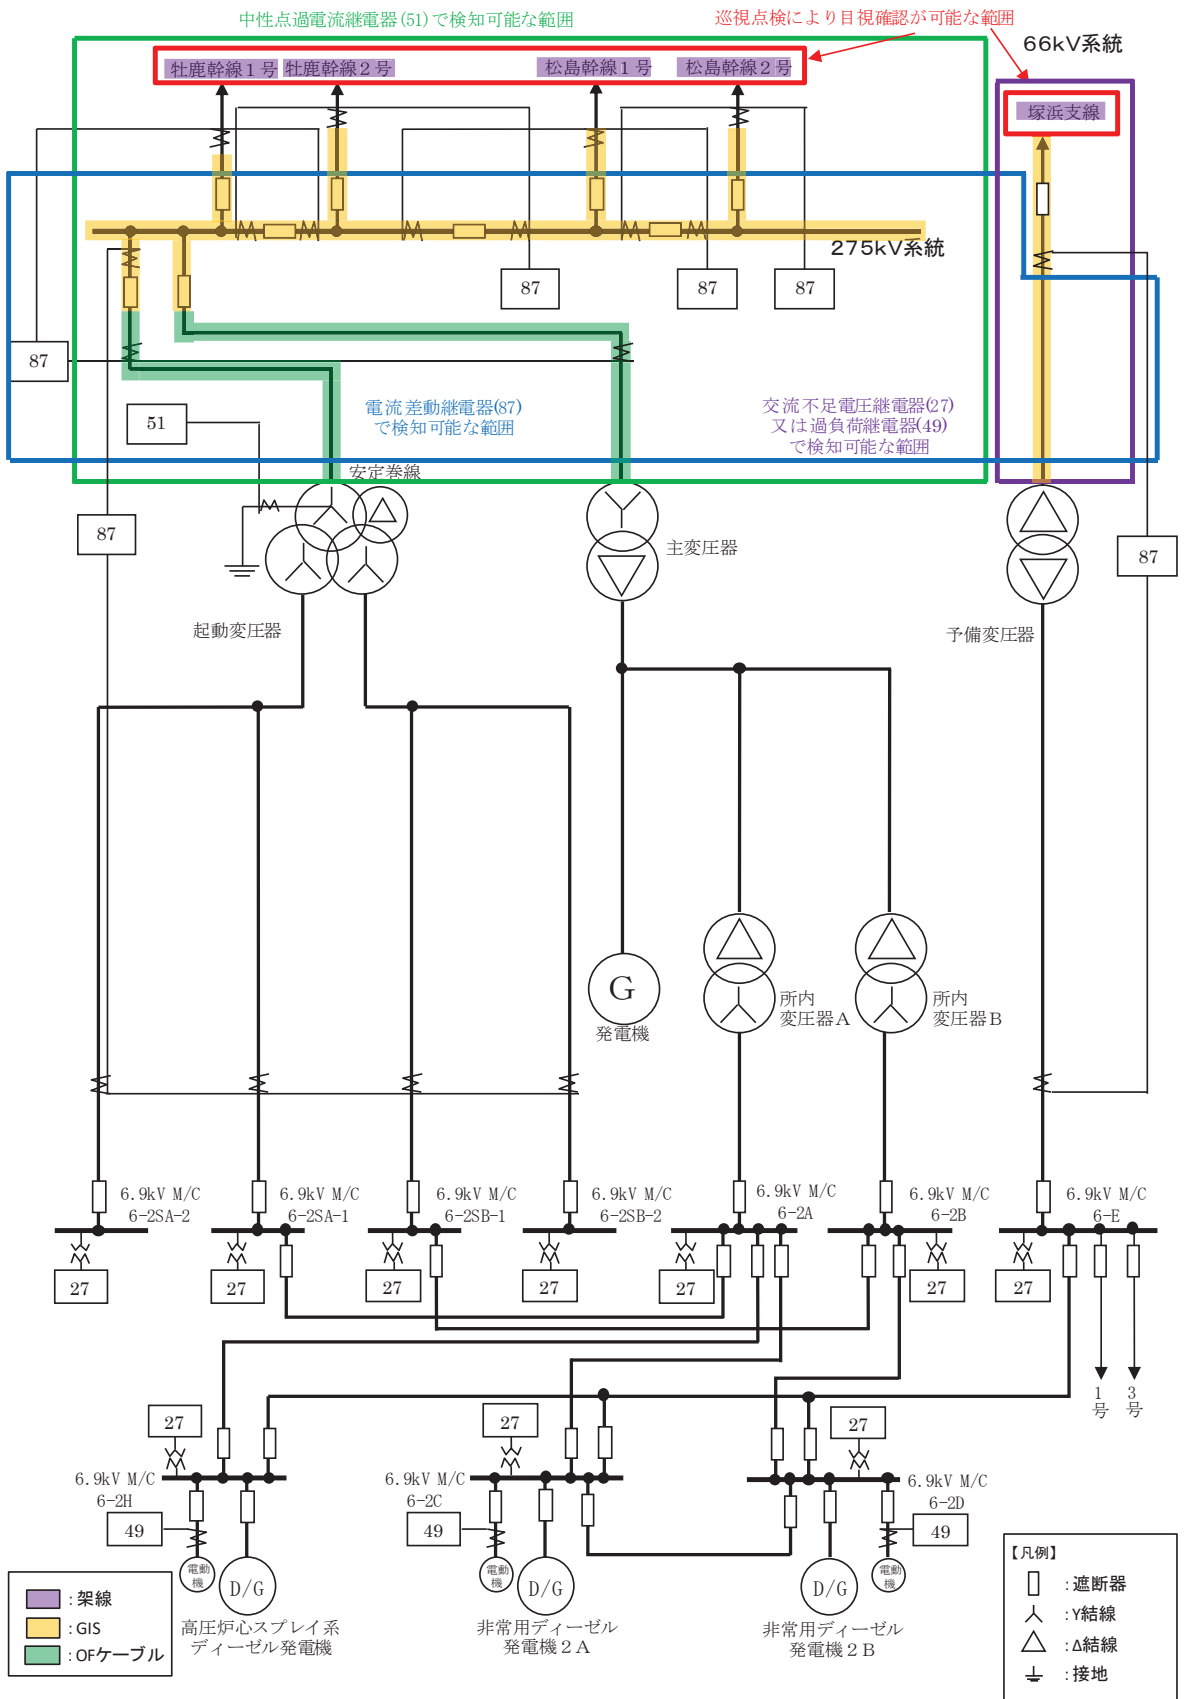 中性点過電流継電器(51)で検知可能な範囲
巡視点検により目視確認が可能な範囲
66kV系統
牡鹿幹線1号
牡鹿幹線2号
松島幹線1号
松島幹線2号
塚浜支線
275kV系統
87
87
87
87
電流差動継電器(87)
で検知可能な範囲
交流不足電圧継電器(27)
又は過負荷継電器(49)
で検知可能な範囲
51
安定巻線
87
主変圧器
87
起動変圧器
予備変圧器
G
発電機
所内
変圧器A
所内
変圧器B
6.9kV M/C
6-2SA-2
6.9kV M/C
6-2SA-1
6.9kV M/C
6-2SB-1
6.9kV M/C
6-2SB-2
6.9kV M/C
6-2A
6.9kV M/C
6-2B
6.9kV M/C
6-E
27
27
27
27
27
27
27
1
号
3
号
27
27
27
6.9kV M/C
6-2H
6.9kV M/C
6-2C
6.9kV M/C
6-2D
49
49
49
電動
機
D/G
電動
機
D/G
D/G
電動
機
高圧炉心スプレイ系
ディーゼル発電機
非常用ディーゼル
発電機2A
非常用ディーゼル
発電機2B
:架線
:GIS
:OFケーブル
【凡例】
:遮断器
:Y結線
:Δ結線
:接地